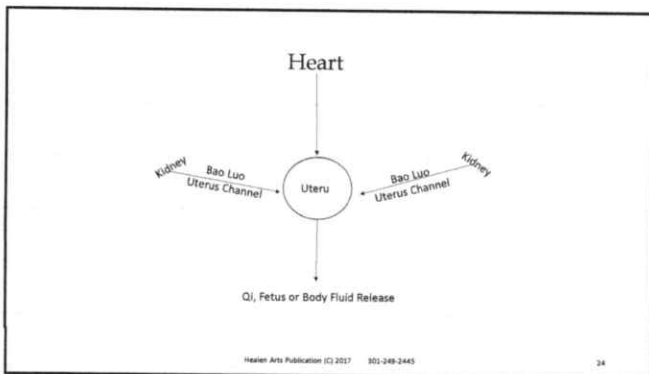 Heart
Kidney
Bao Luo
Uterus Channel
Uteru
Kidney
Bao Luo
Uterus Channel
Qi, Fetus or Body Fluid Release
Healen Arts Publication (C) 2017 301-249-2445 24